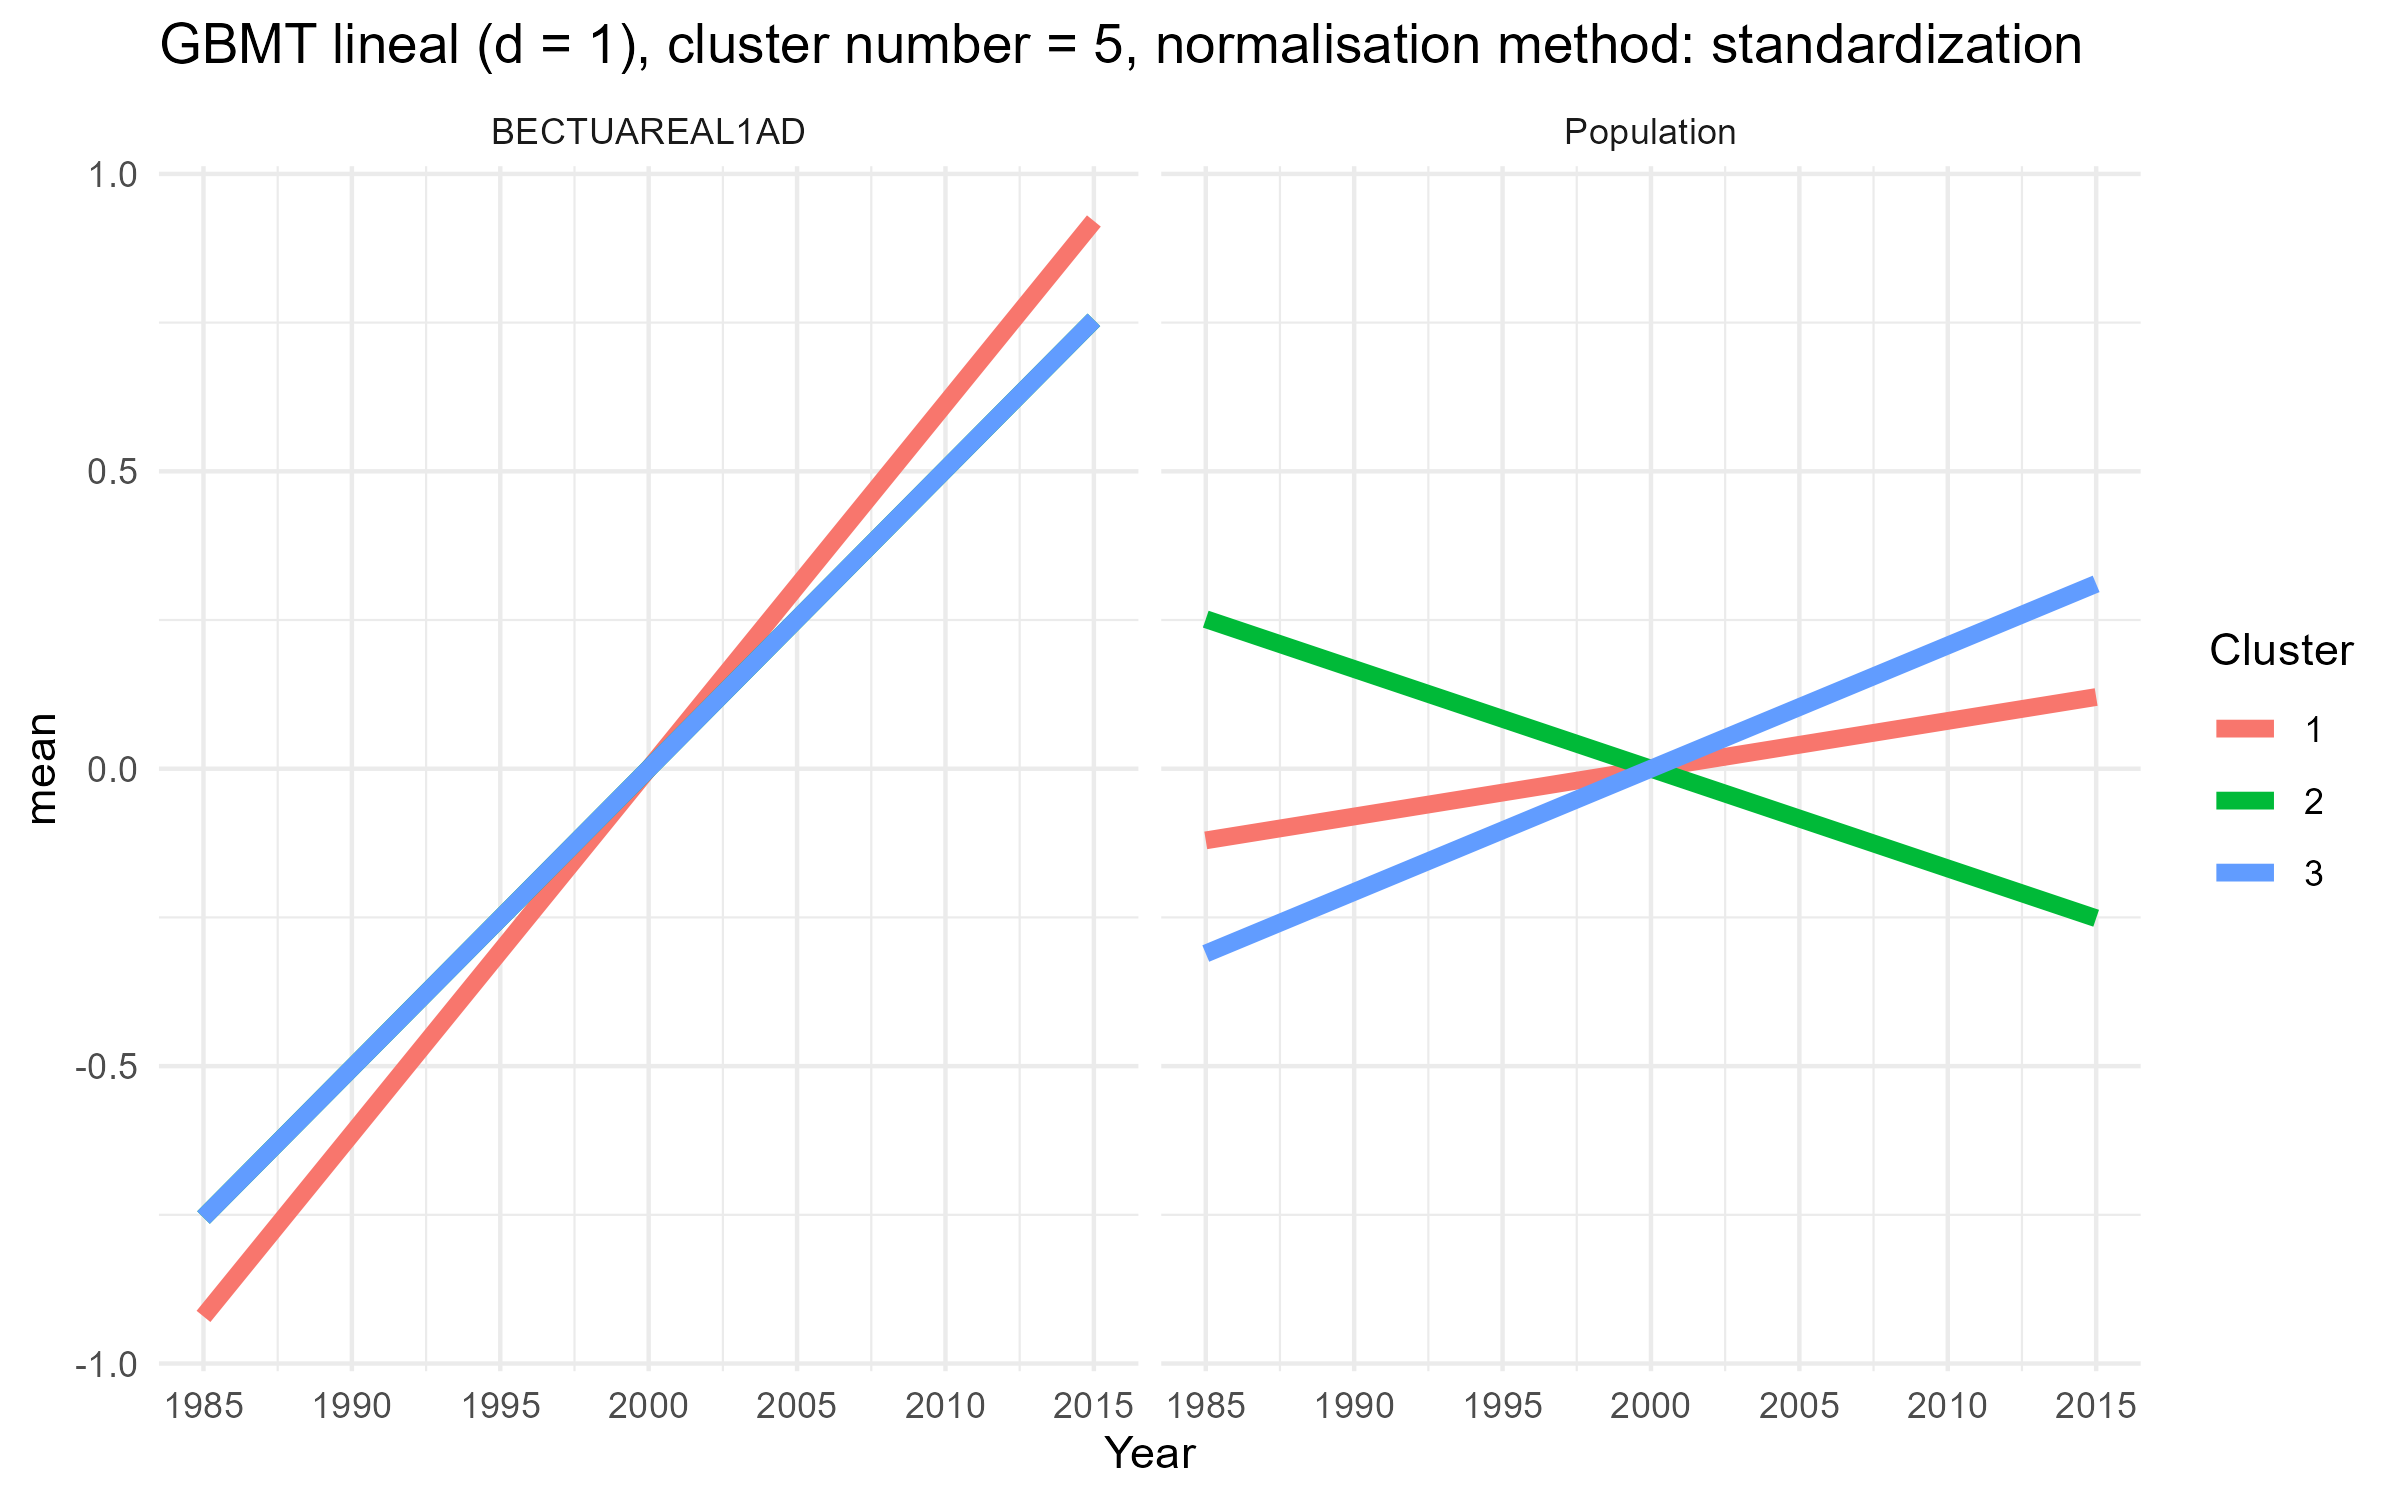 GBMT lineal (d = 1), cluster number = 5, normalisation method: standardization
BECTUAREAL1AD
Population
1.0
0.5
0.0
-0.5
-1.0
mean
1985 1990 1995 2000 2005 2010 2015
1985 1990 1995 2000 2005 2010 2015
Year
Cluster
1
2
3